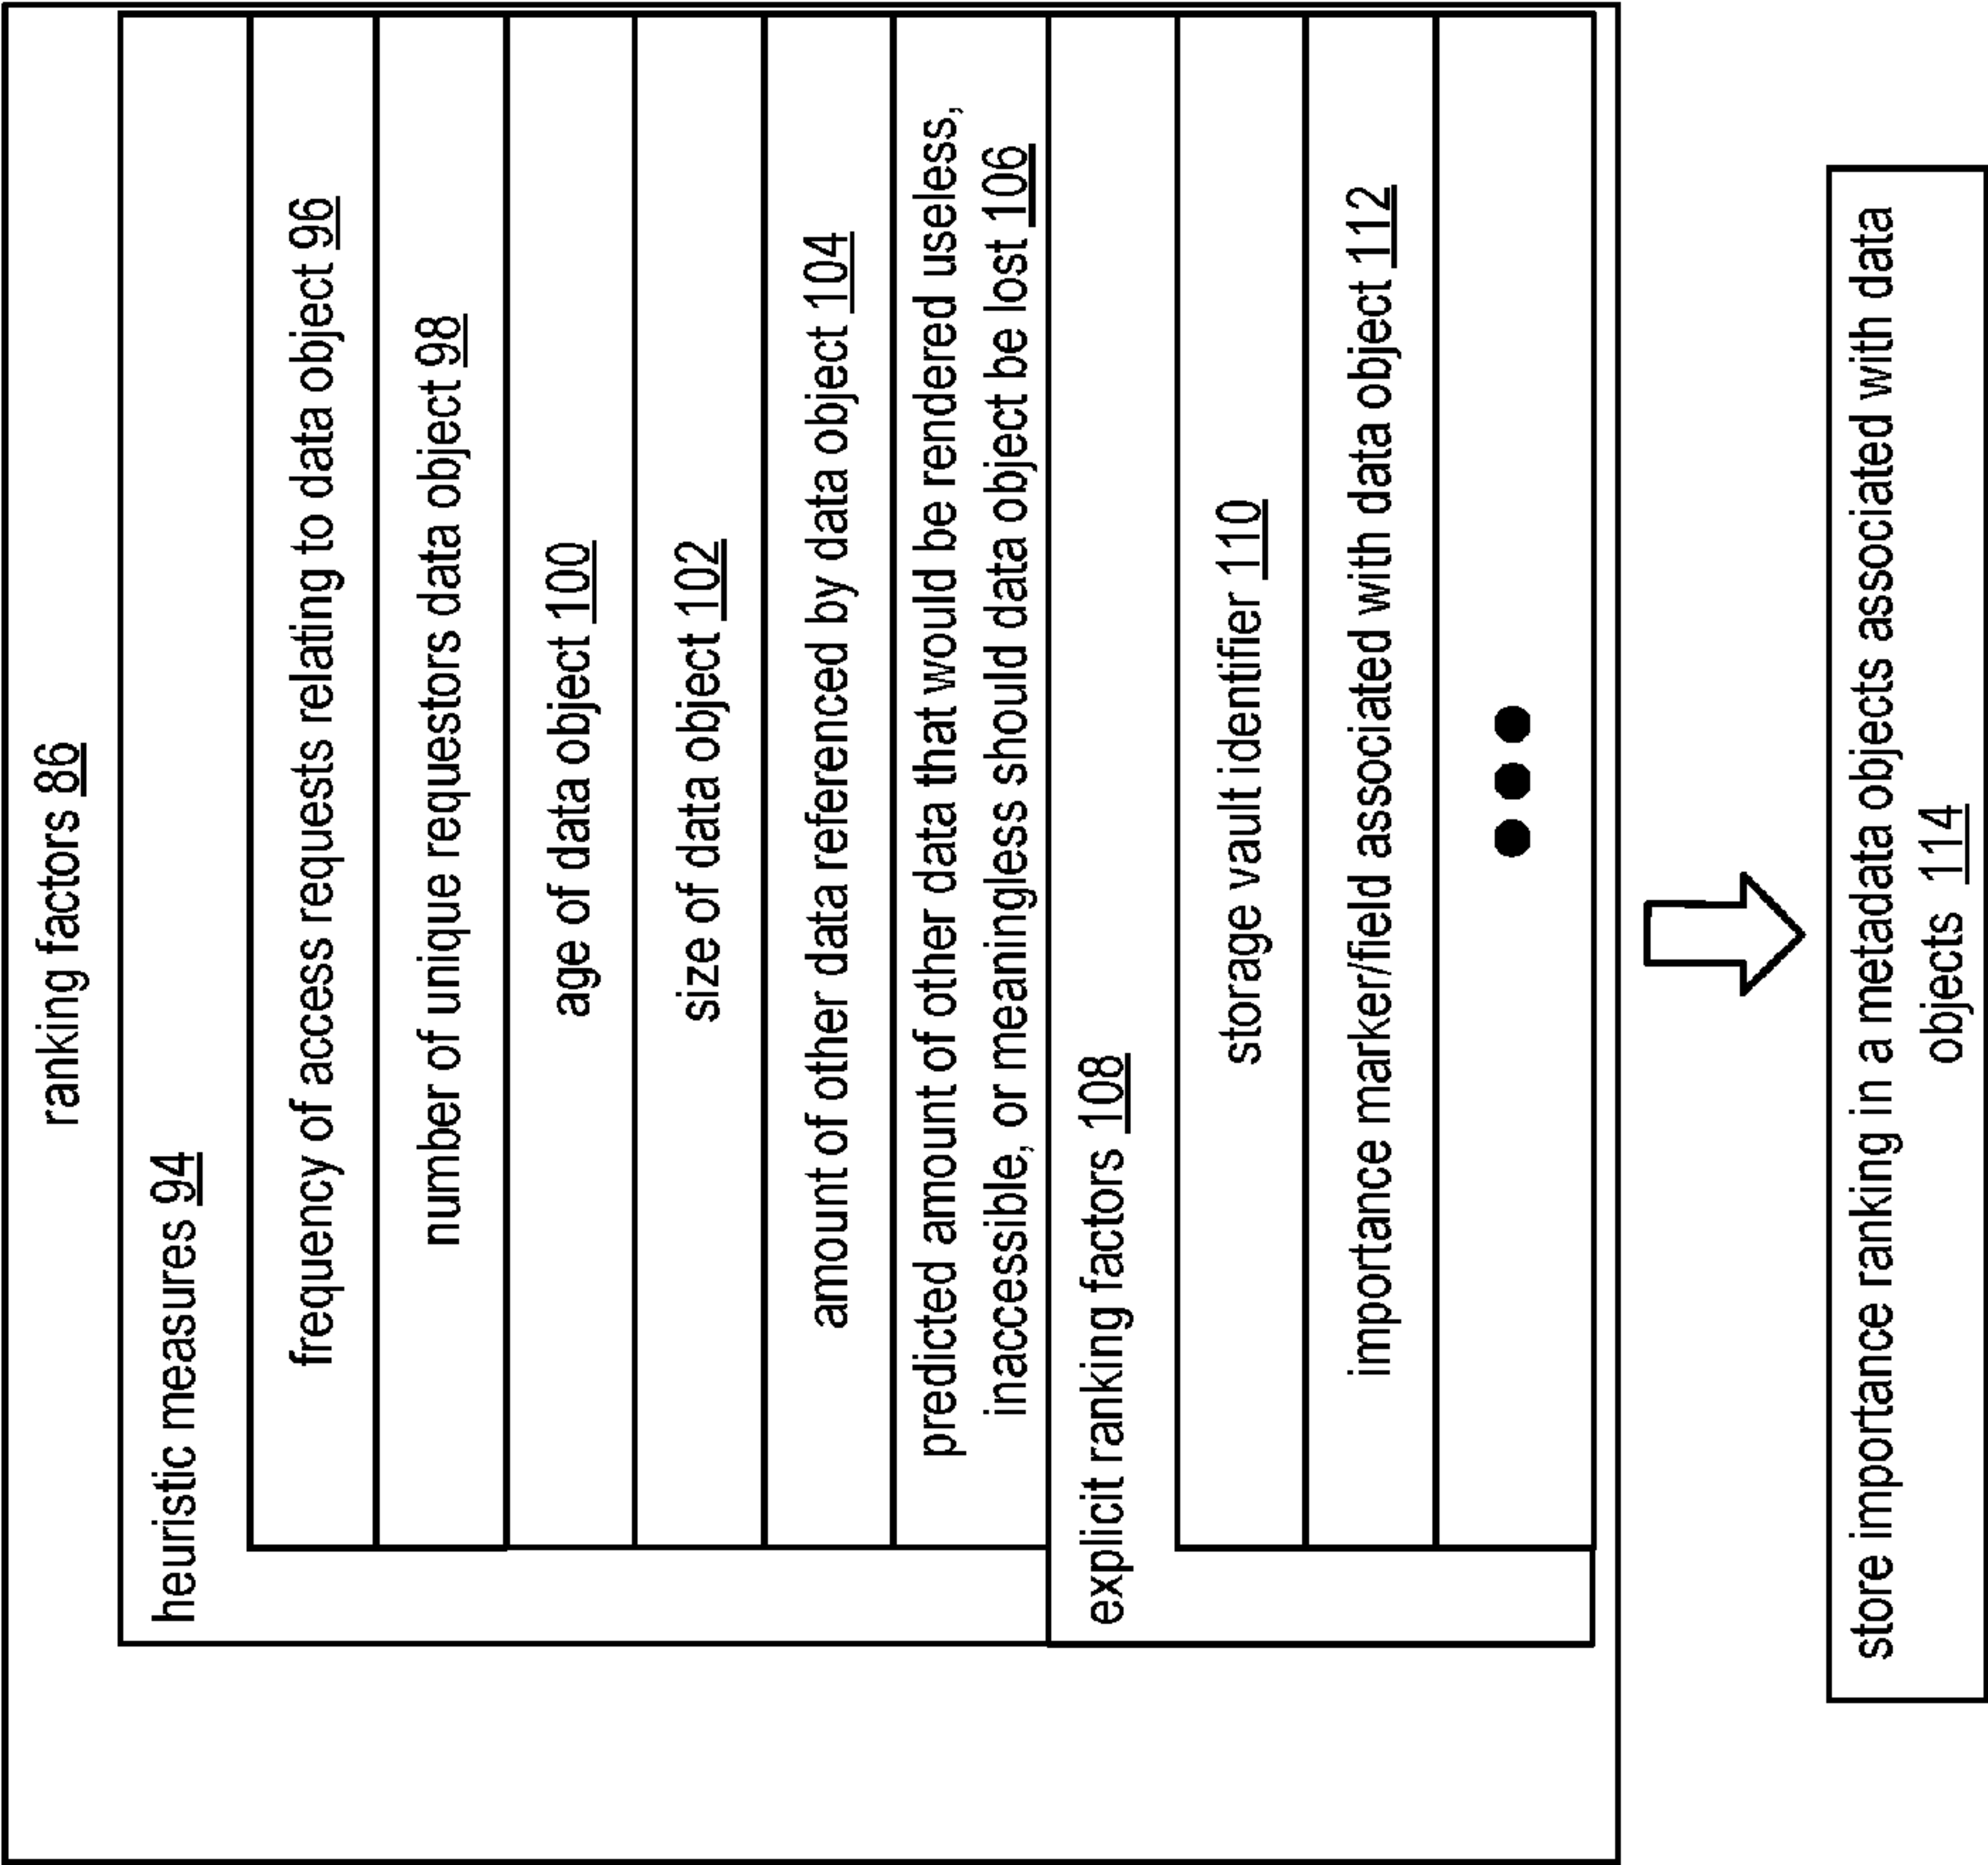 ranking factors 86
heuristic measures 94
frequency of access requests relating to data object 96
number of unique requestors data object 98
age of data object 100
size of data object 102
amount of other data referenced by data object 104
predicted amount of other data that would be rendered useless,
inaccessible, or meaningless should data object be lost 106
explicit ranking factors 108
storage vault identifier 110
importance marker/field associated with data object 112
store importance ranking in a metadata objects associated with data
objects 114